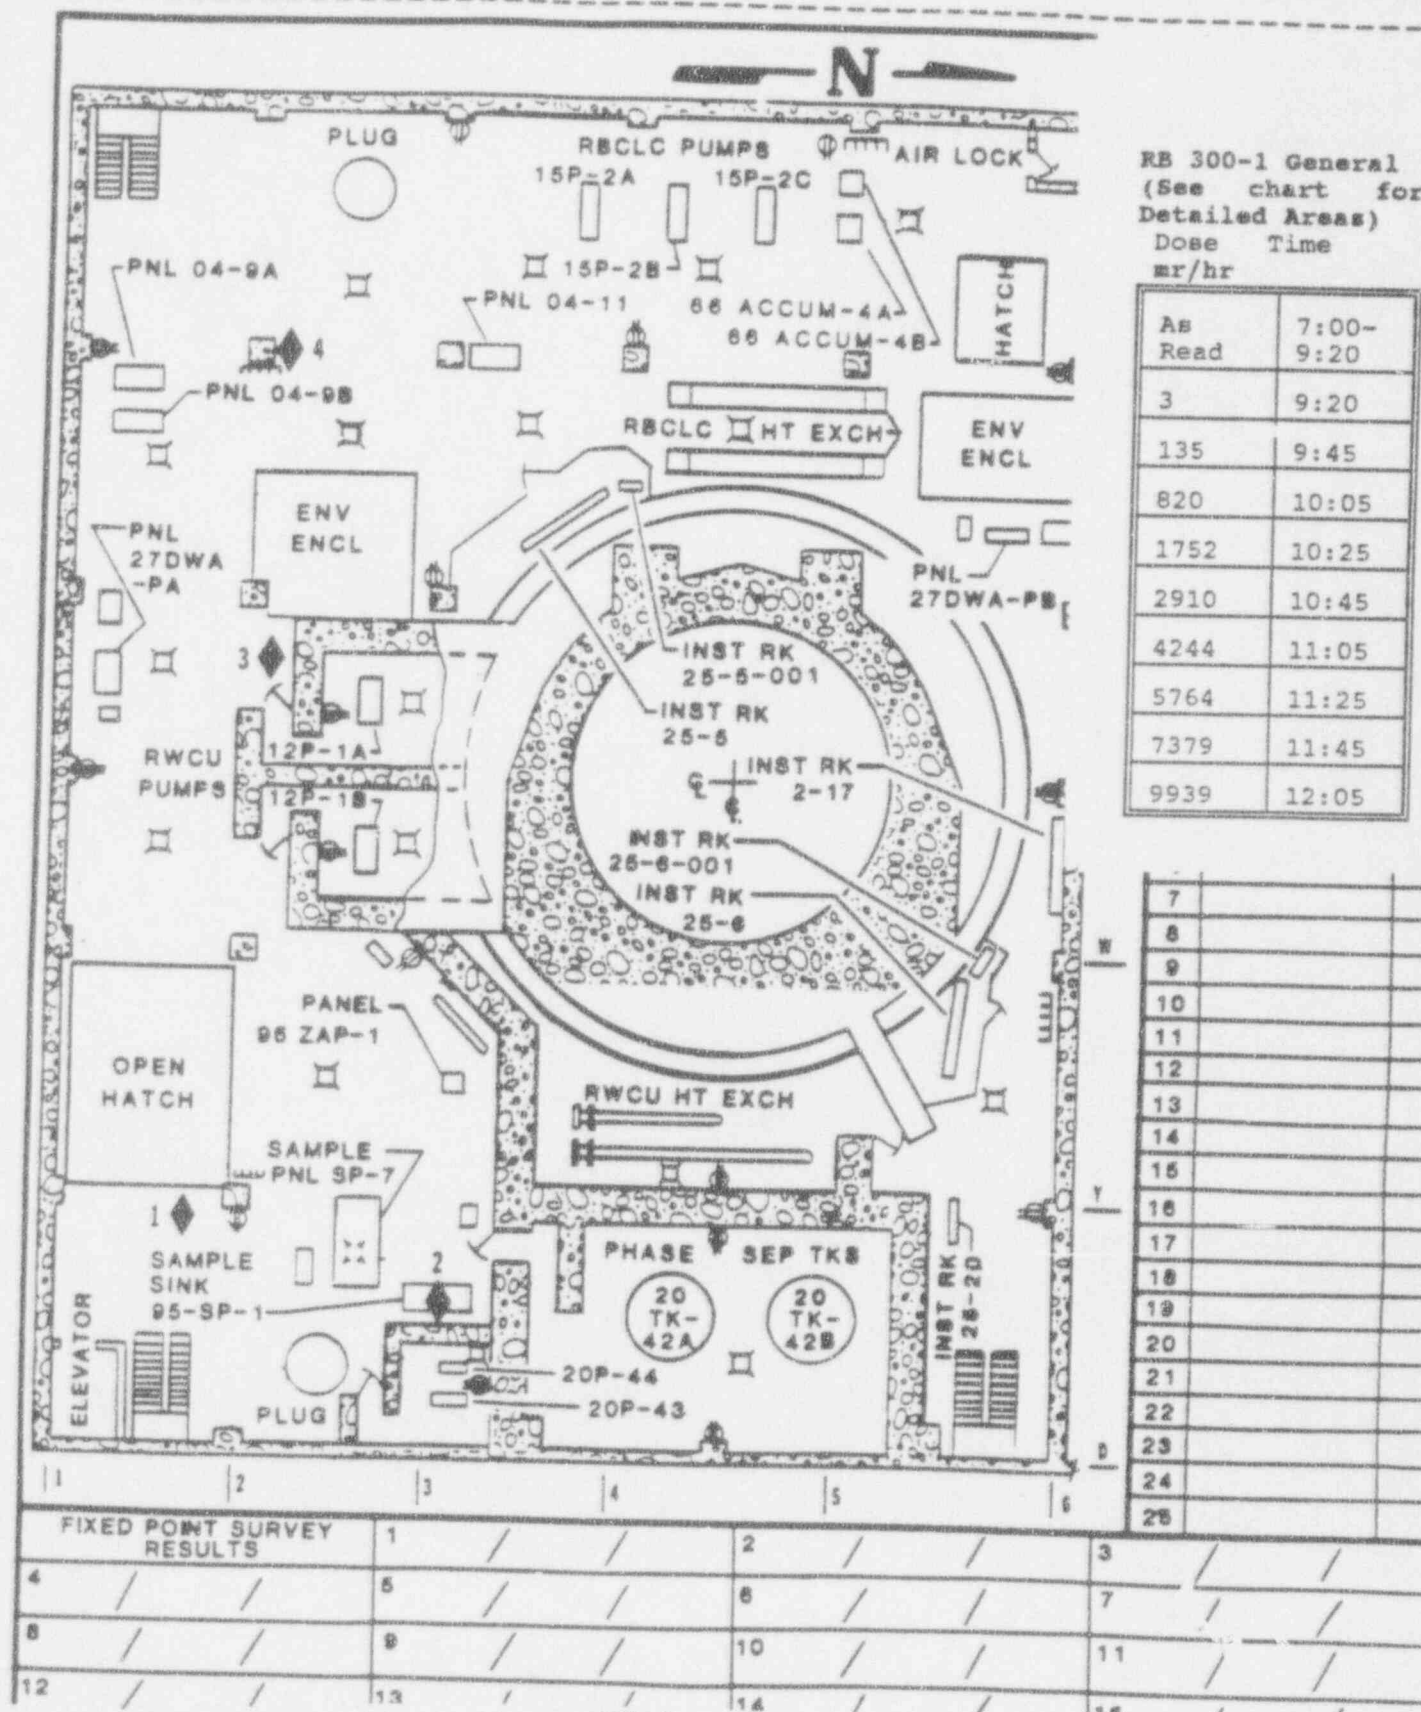 N
PLUG
RBCLC PUMPS
AIR LOCK
15P-2A
15P-2C
PNL 04-9A
15P-2B
PNL 04-11
66 ACCUM-4A
66 ACCUM-4B
HATCH
4
PNL 04-9B
RBCLC
HT EXCH
ENV
ENCL
ENV
ENCL
PNL
27DWA
-PA
PNL
27DWA-PB
3
INST RK
25-5-001
INST RK
25-5
12P-1A
RWCU
PUMPS
INST RK
2-17
12P-1B
INST RK
25-6-001
INST RK
25-6
PANEL
96 ZAP-1
OPEN
HATCH
RWCU HT EXCH
SAMPLE
PNL SP-7
1
SAMPLE
SINK
95-SP-1
2
PHASE
SEP TKS
20
TK-
42A
20
TK-
42B
INST RK
25-20
ELEVATOR
20P-44
PLUG
20P-43
1
2
3
4
5
6
W
Y
RB 300-1 General
(See chart for
Detailed Areas)
Dose Time
mr/hr
As Read 7:00-9:20
3 9:20
135 9:45
820 10:05
1752 10:25
2910 10:45
4244 11:05
5764 11:25
7379 11:45
9939 12:05
7
8
9
10
11
12
13
14
15
16
17
18
19
20
21
22
23
24
25
FIXED POINT SURVEY
RESULTS
1 / /
2 / /
3 / /
4 / /
5 / /
6 / /
7 / /
8 / /
9 / /
10 / /
11 / /
12 / /
13 / /
14 / /